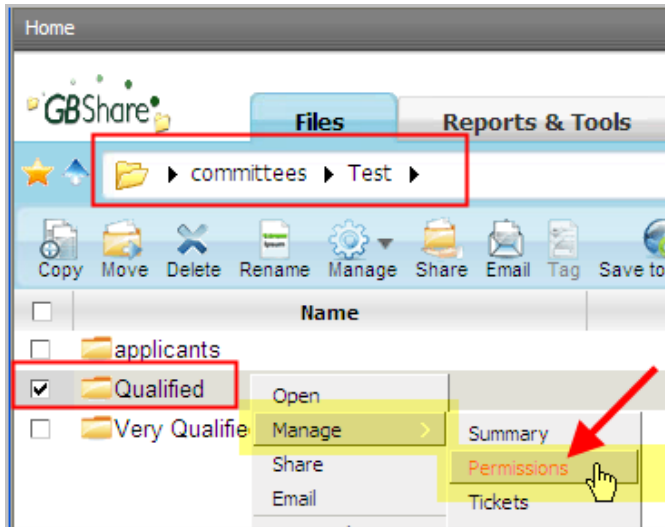 Home
GBShare
Files
Reports & Tools
committees Test
Copy Move Delete Rename Manage Share Email Tag Save to
Name
applicants
Qualified
Very Qualifie
Open
Manage
Share
Email
Summary
Permissions
Tickets